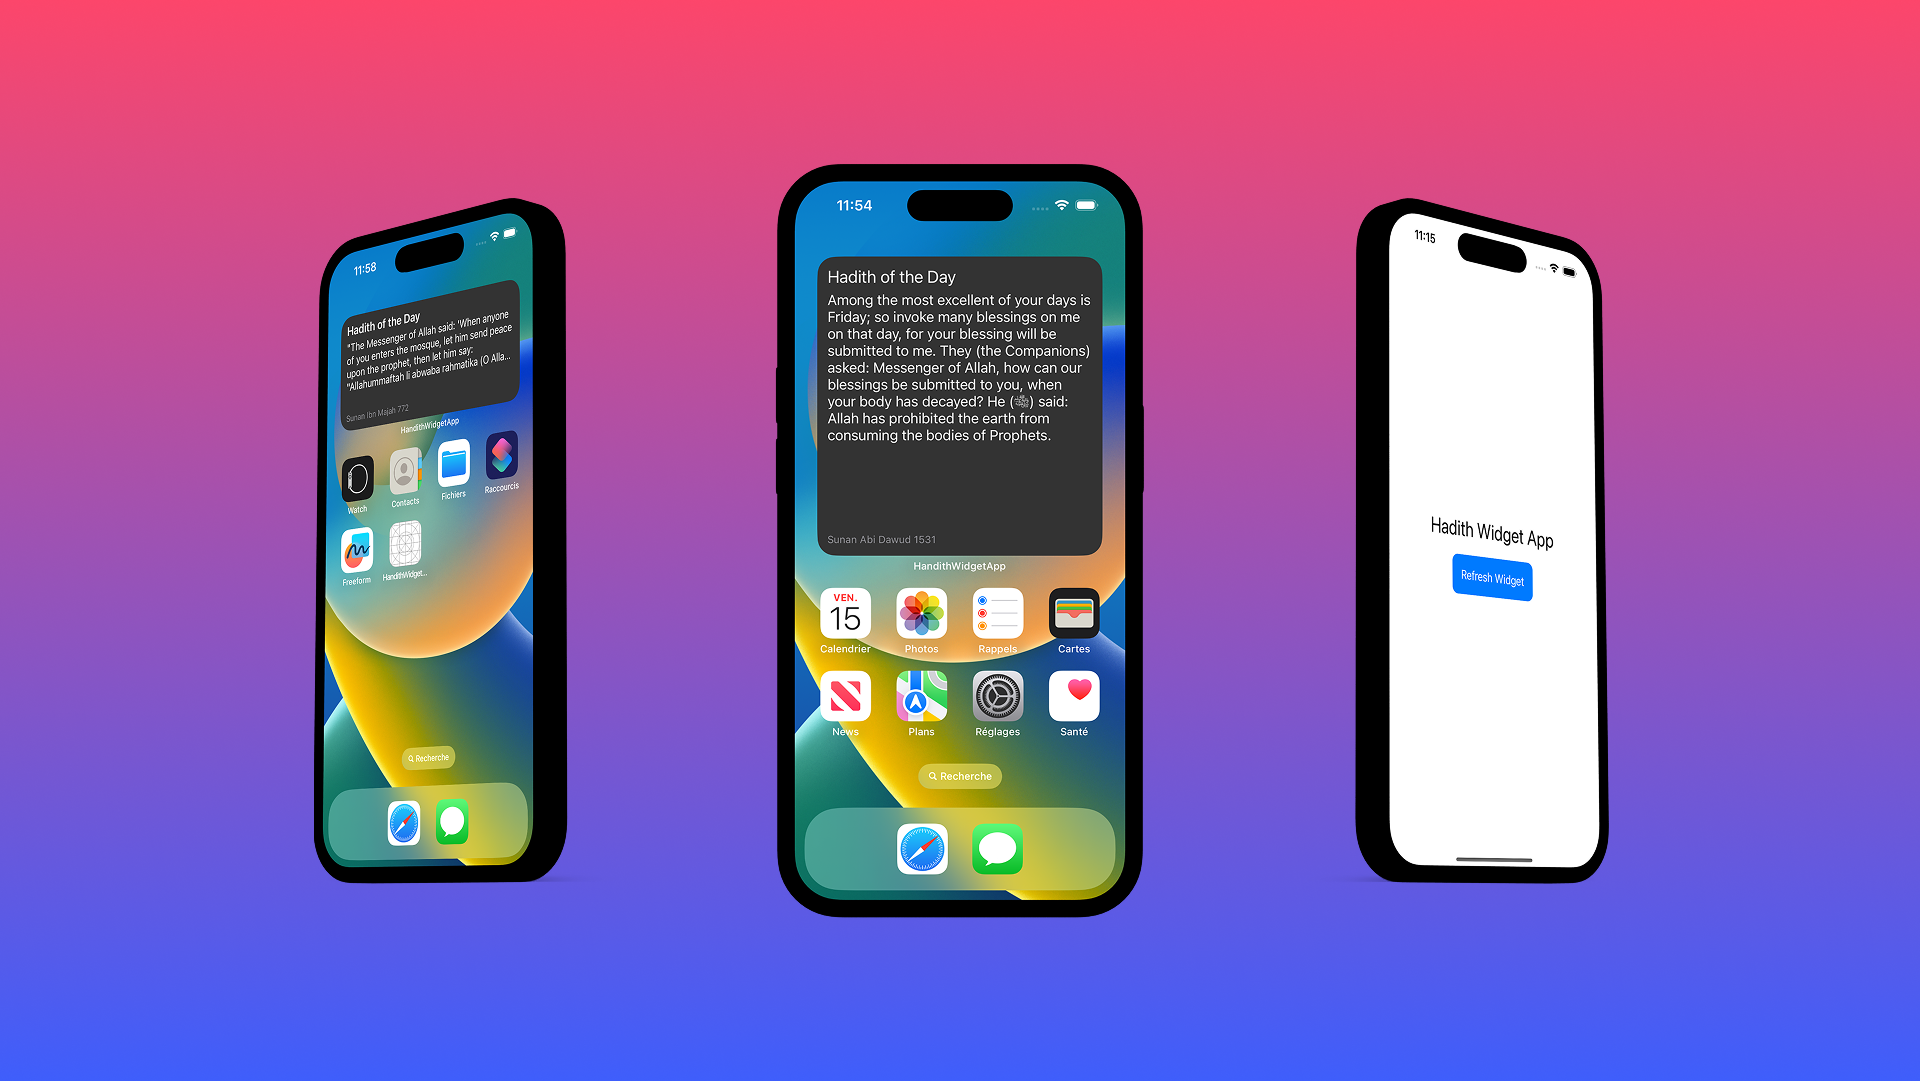 11:58
Hadith of the Day
"The Messenger of Allah said: 'When anyone
of you enters the mosque, let him send peace
upon the prophet, then let him say:
"Allahummaftah li abwaba rahmatika (O Alla...
Sunan Ibn Majah 772
HandithWidgetApp
Watch
Contacts
Fichiers
Raccourcis
Freeform
HandithWidget...
Recherche
11:54
Hadith of the Day
Among the most excellent of your days is
Friday; so invoke many blessings on me
on that day, for your blessing will be
submitted to me. They (the Companions)
asked: Messenger of Allah, how can our
blessings be submitted to you, when
your body has decayed? He (ﷺ) said:
Allah has prohibited the earth from
consuming the bodies of Prophets.
Sunan Abi Dawud 1531
HandithWidgetApp
VEN.
15
Calendrier
Photos
Rappels
Cartes
News
Plans
Réglages
Santé
Recherche
11:15
Hadith Widget App
Refresh Widget